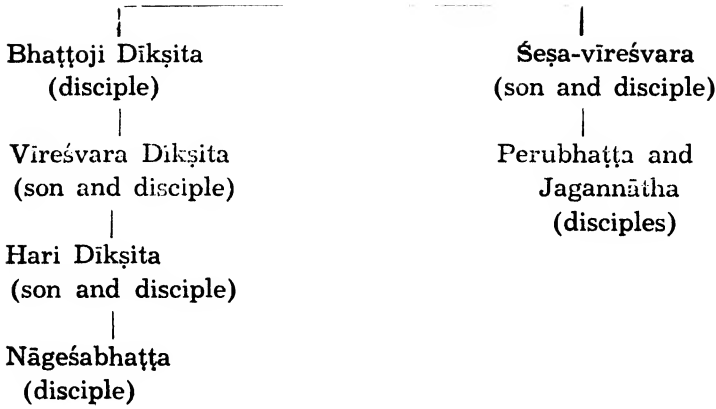 Bhaṭṭoji Dīkṣita
(disciple)
Vīreśvara Dīkṣita
(son and disciple)
Hari Dīkṣita
(son and disciple)
Nāgeśabhaṭṭa
(disciple)
Śeṣa-vīreśvara
(son and disciple)
Perubhaṭṭa and
Jagannātha
(disciples)